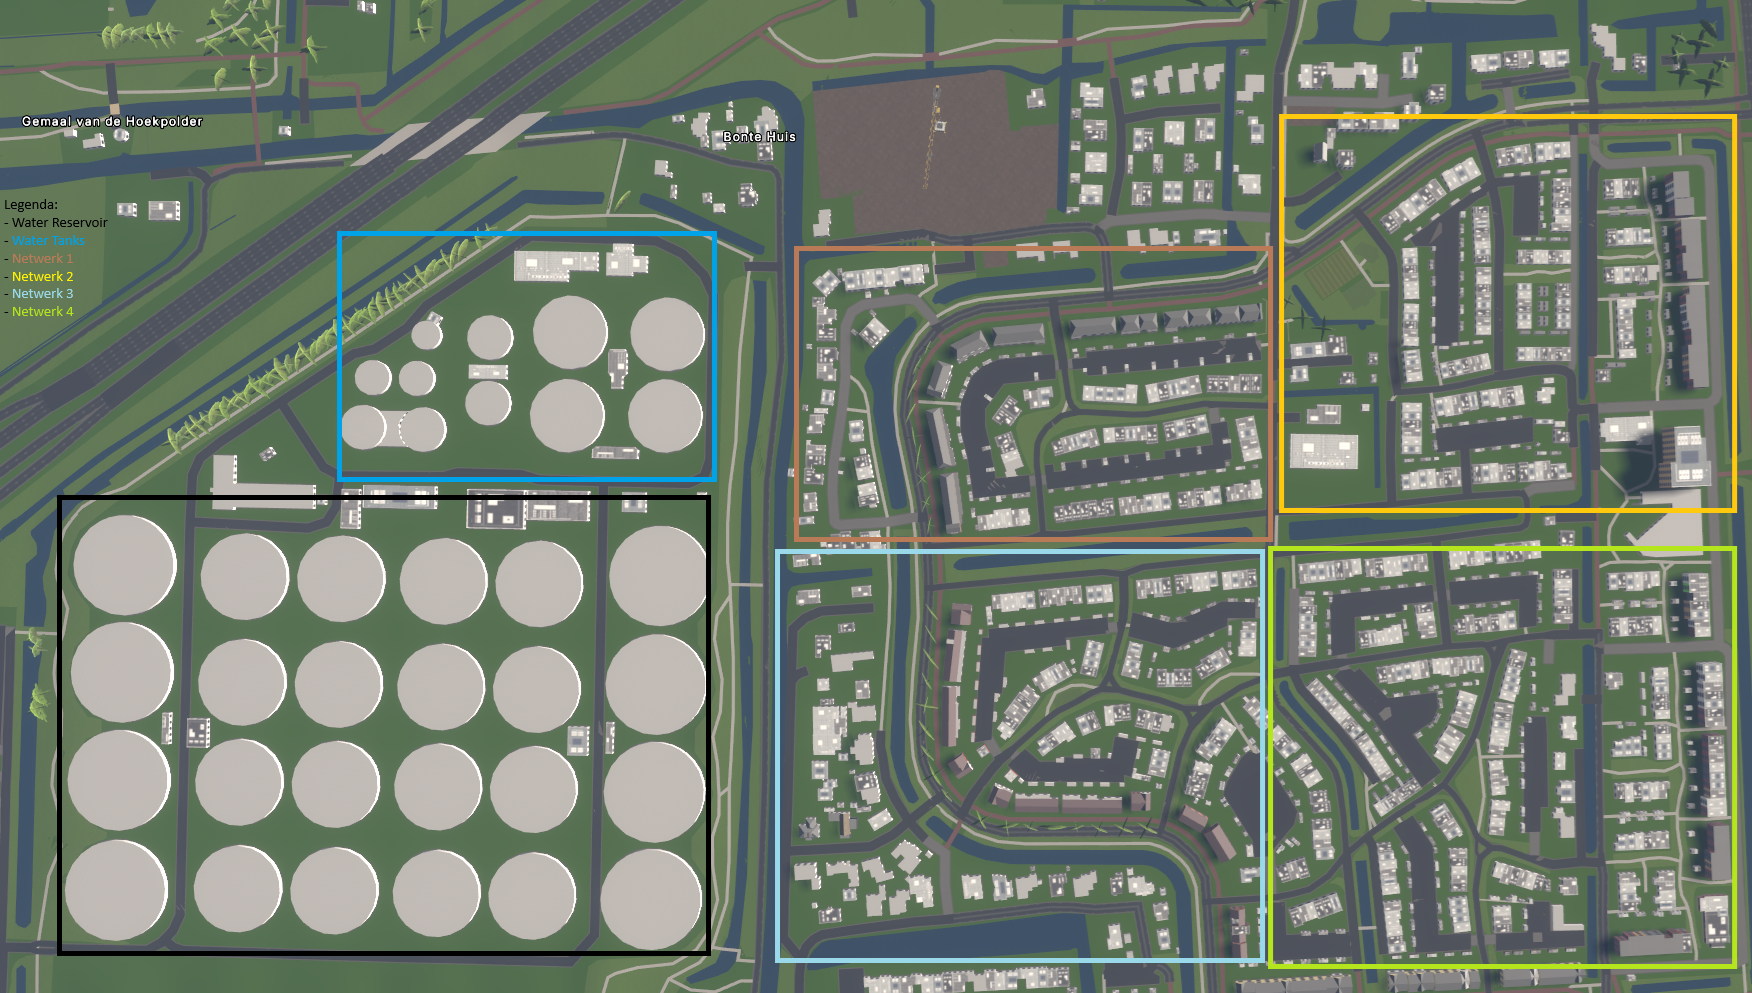 Gemaal van de Hoekpolder
Bonte Huis
Legenda:
- Water Reservoir
- Water Tanks
- Netwerk 1
- Netwerk 2
- Netwerk 3
- Netwerk 4